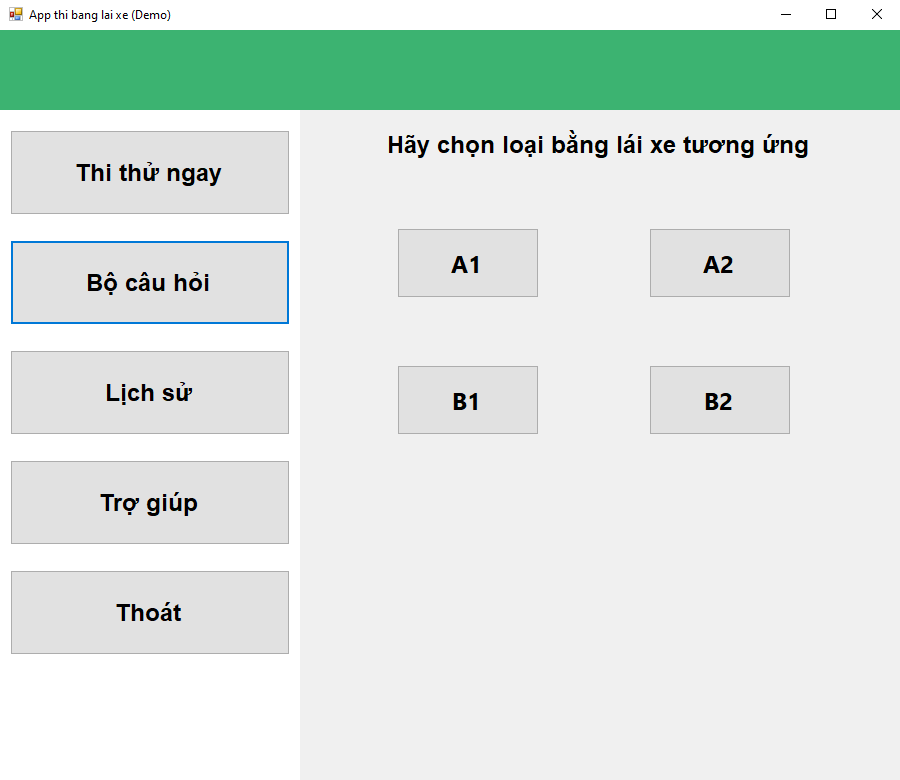 App thi bang lai xe (Demo)
Thi thử ngay
Bộ câu hỏi
Lịch sử
Trợ giúp
Thoát
Hãy chọn loại bằng lái xe tương ứng
A1
A2
B1
B2